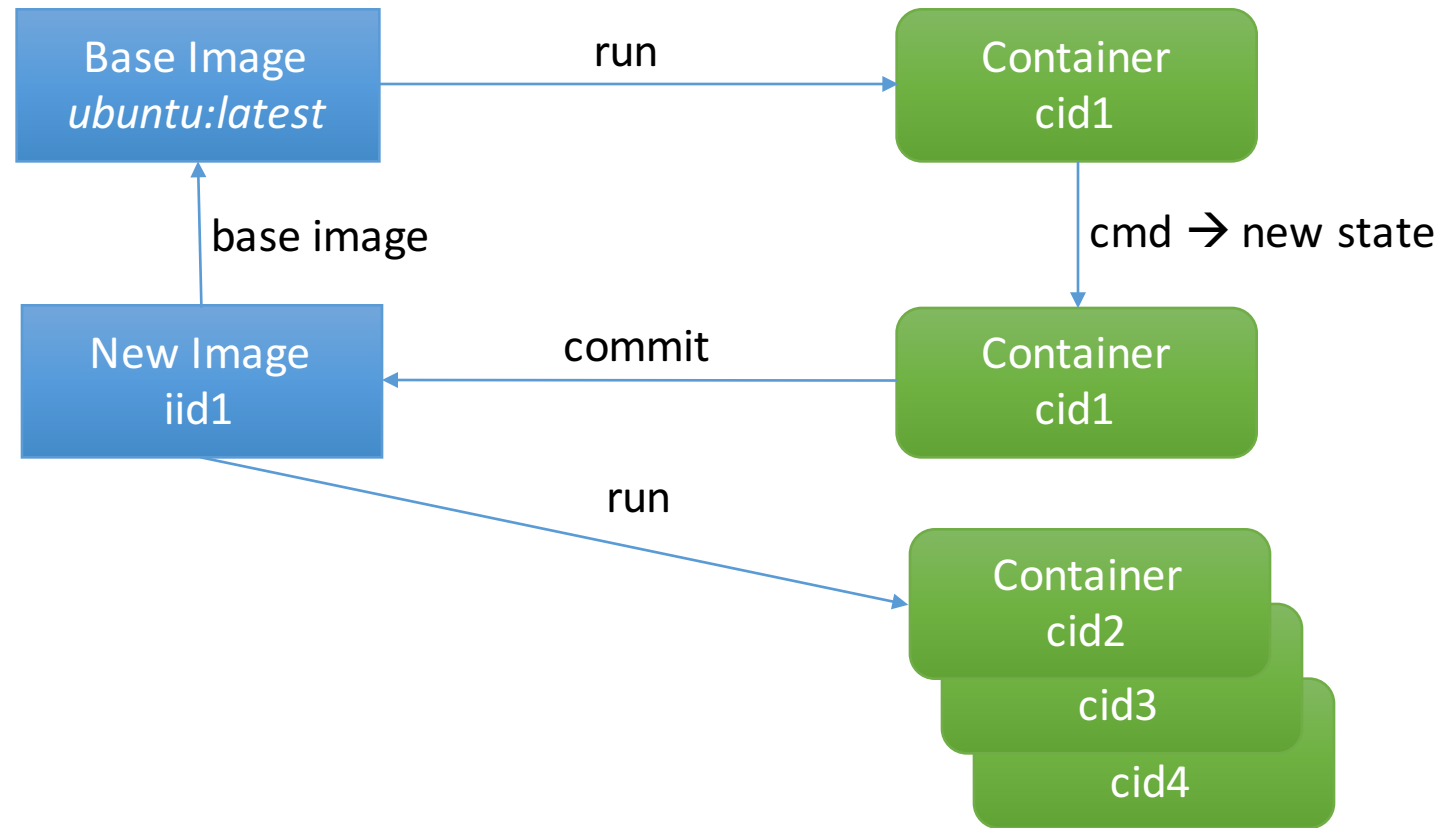 Base Image
ubuntu:latest
run
Container
cid1
base image
cmd → new state
New Image
iid1
commit
Container
cid1
run
Container
cid2
cid3
cid4